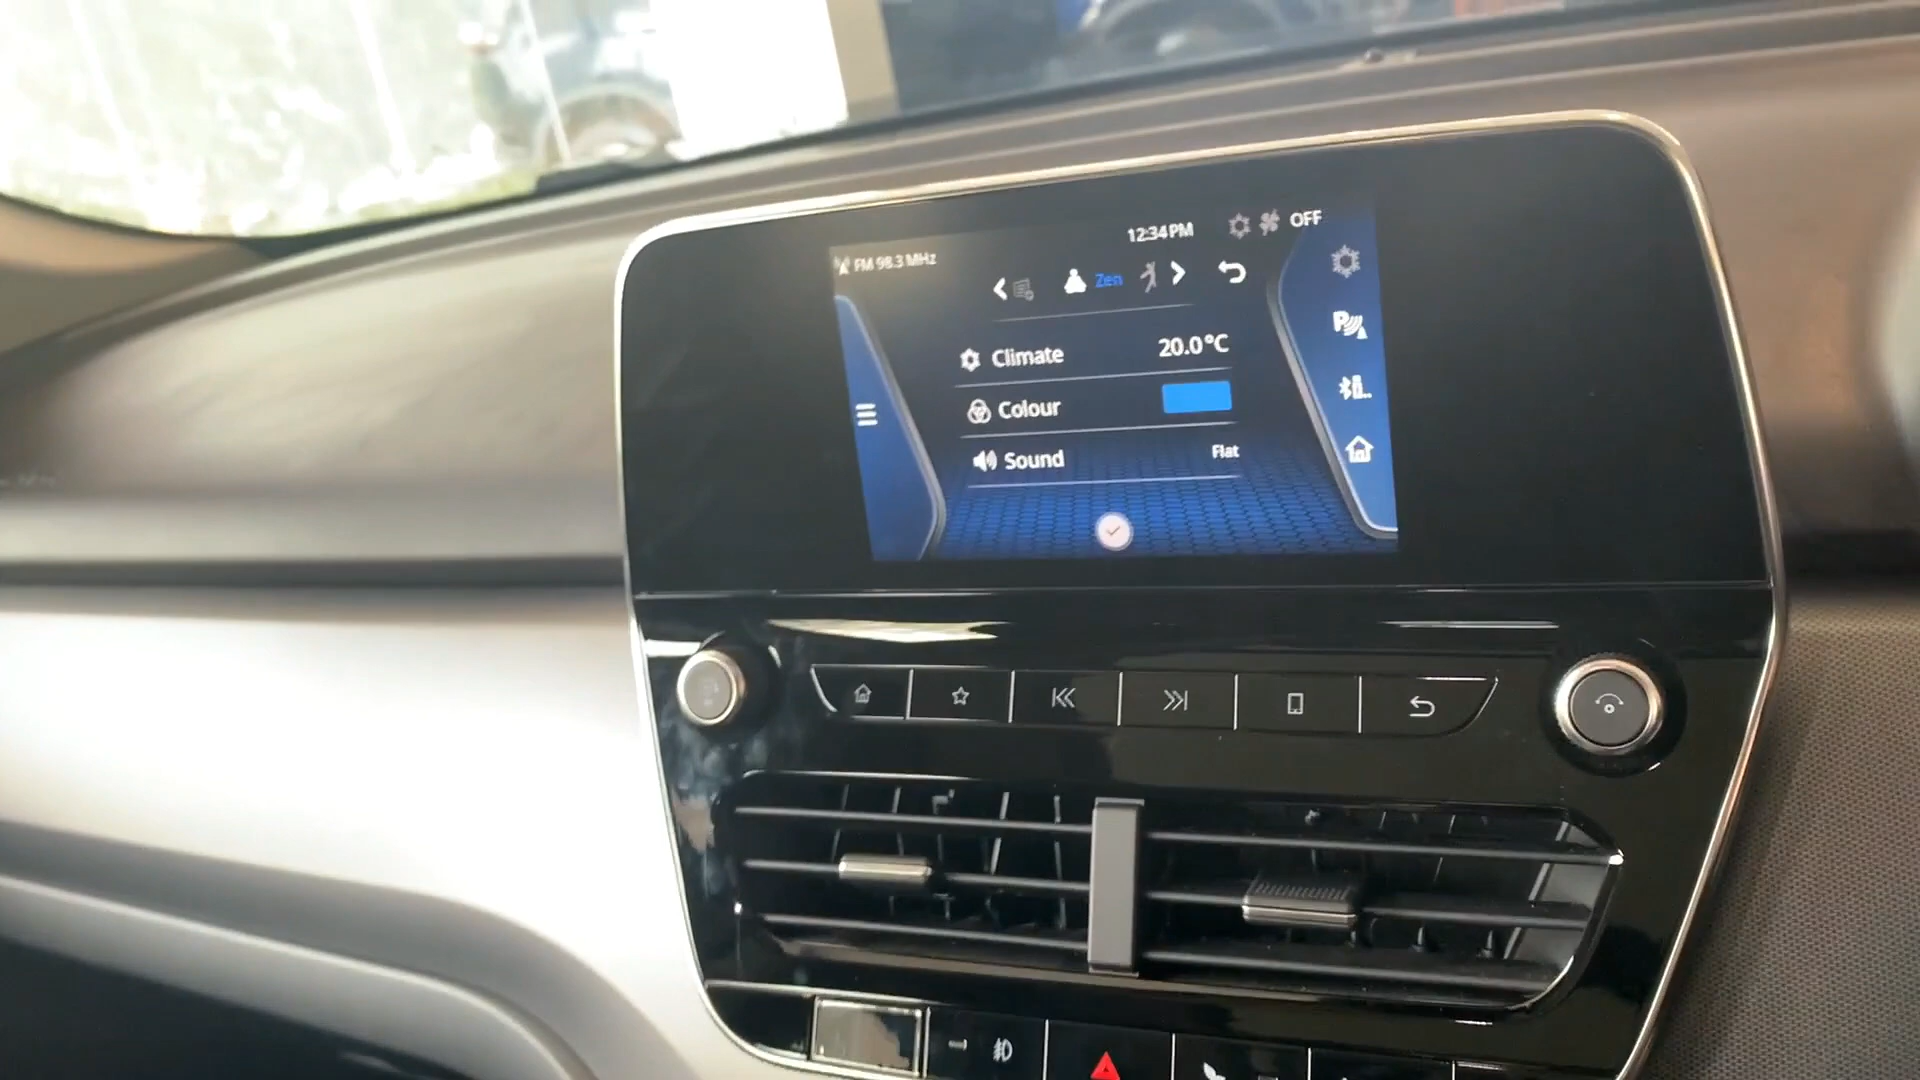 12:34 PM OFF
FM 98.3 MHz
Zen
Climate 20.0°C
Colour
Sound Flat